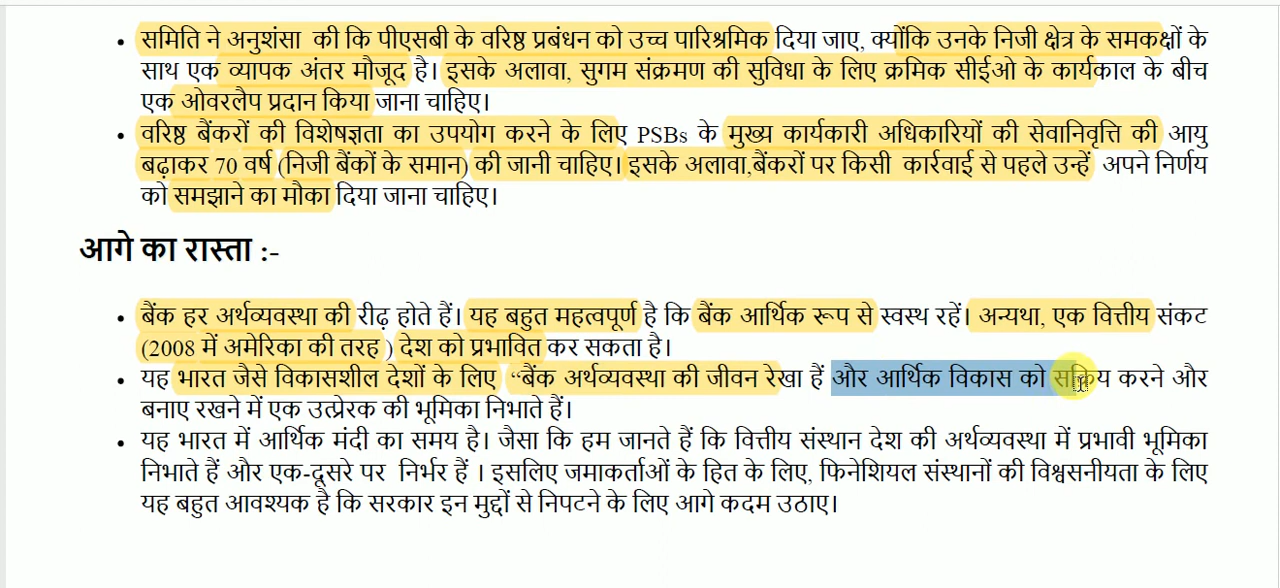 • समिति ने अनुशंसा की कि पीएसबी के वरिष्ठ प्रबंधन को उच्च पारिश्रमिक दिया जाए, क्योंकि उनके निजी क्षेत्र के समकक्षों के
साथ एक व्यापक अंतर मौजूद है। इसके अलावा, सुगम संक्रमण की सुविधा के लिए क्रमिक सीईओ के कार्यकाल के बीच
एक ओवरलैप प्रदान किया जाना चाहिए।
• वरिष्ठ बैंकरों की विशेषज्ञता का उपयोग करने के लिए PSBs के मुख्य कार्यकारी अधिकारियों की सेवानिवृत्ति की आयु
बढ़ाकर 70 वर्ष (निजी बैंकों के समान) की जानी चाहिए। इसके अलावा,बैंकरों पर किसी कार्रवाई से पहले उन्हें अपने निर्णय
को समझाने का मौका दिया जाना चाहिए।
आगे का रास्ता :-
• बैंक हर अर्थव्यवस्था की रीढ़ होते हैं। यह बहुत महत्वपूर्ण है कि बैंक आर्थिक रूप से स्वस्थ रहें। अन्यथा, एक वित्तीय संकट
(2008 में अमेरिका की तरह ) देश को प्रभावित कर सकता है।
• यह भारत जैसे विकासशील देशों के लिए “बैंक अर्थव्यवस्था की जीवन रेखा हैं और आर्थिक विकास को सक्रिय करने और
बनाए रखने में एक उत्प्रेरक की भूमिका निभाते हैं।
• यह भारत में आर्थिक मंदी का समय है। जैसा कि हम जानते हैं कि वित्तीय संस्थान देश की अर्थव्यवस्था में प्रभावी भूमिका
निभाते हैं और एक-दूसरे पर निर्भर हैं । इसलिए जमाकर्ताओं के हित के लिए, फिनेशियल संस्थानों की विश्वसनीयता के लिए
यह बहुत आवश्यक है कि सरकार इन मुद्दों से निपटने के लिए आगे कदम उठाए।